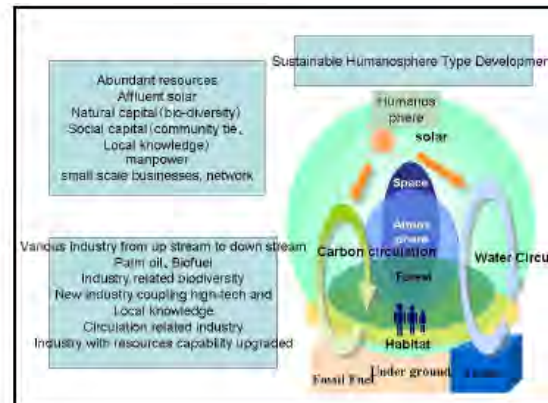 Sustainable Humanosphere Type Development
Abundant resources
Affluent solar
Natural capital(bio-diversity)
Social capital(community tie、
Local knowledge)
manpower
small scale businesses, network
Various Industry from up stream to down stream
Palm oil、Biofuel
Industry related biodiversity
New industry coupling high-tech and
Local knowledge
Circulation related industry
Industry with resources capability upgraded
Humanos
phere
solar
Space
Atmos
phere
Carbon circulation
Water Circu
Forest
Habitat
Under ground
Fuel